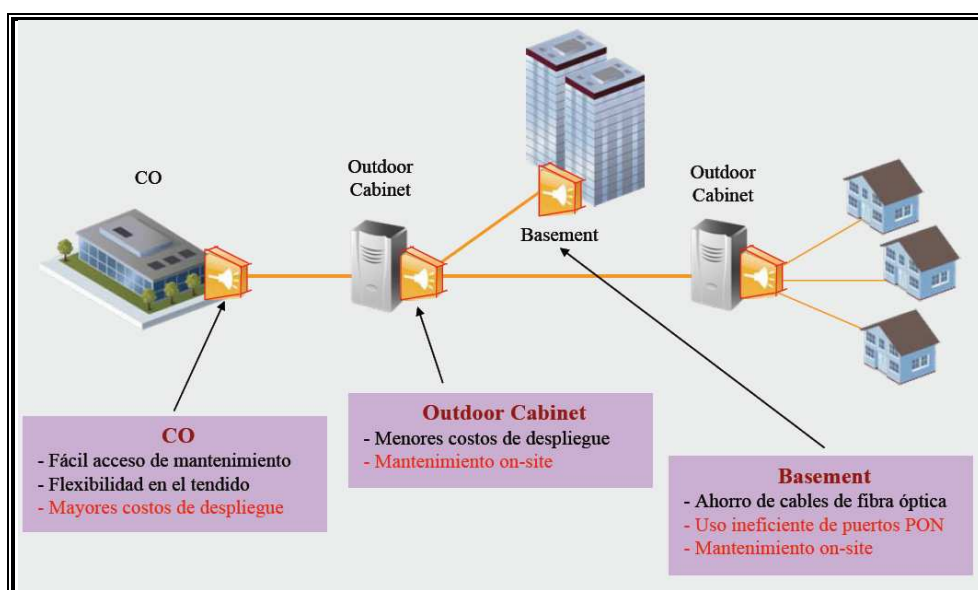 CO
Outdoor
Cabinet
Basement
Outdoor
Cabinet
CO
- Fácil acceso de mantenimiento
- Flexibilidad en el tendido
- Mayores costos de despliegue
Outdoor Cabinet
- Menores costos de despliegue
- Mantenimiento on-site
Basement
- Ahorro de cables de fibra óptica
- Uso ineficiente de puertos PON
- Mantenimiento on-site